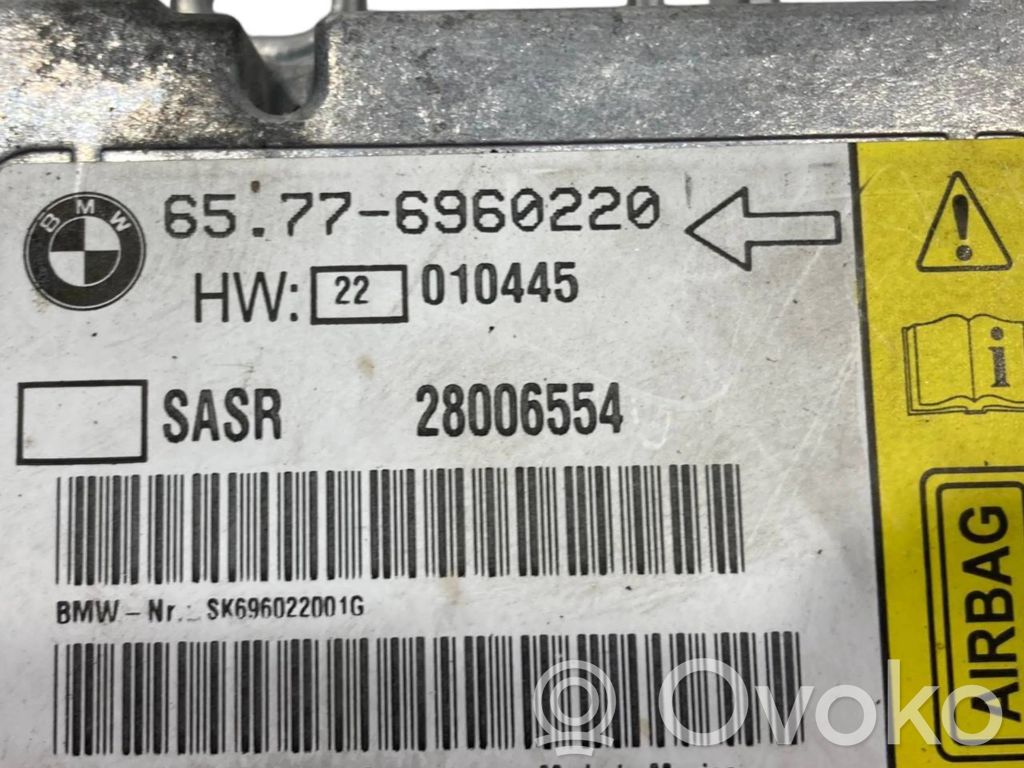 BMW
65.77-6960220
HW: 22 010445
SASR 28006554
BMW-Nr.: SK696022001G
AIRBAG
i
Ovoko